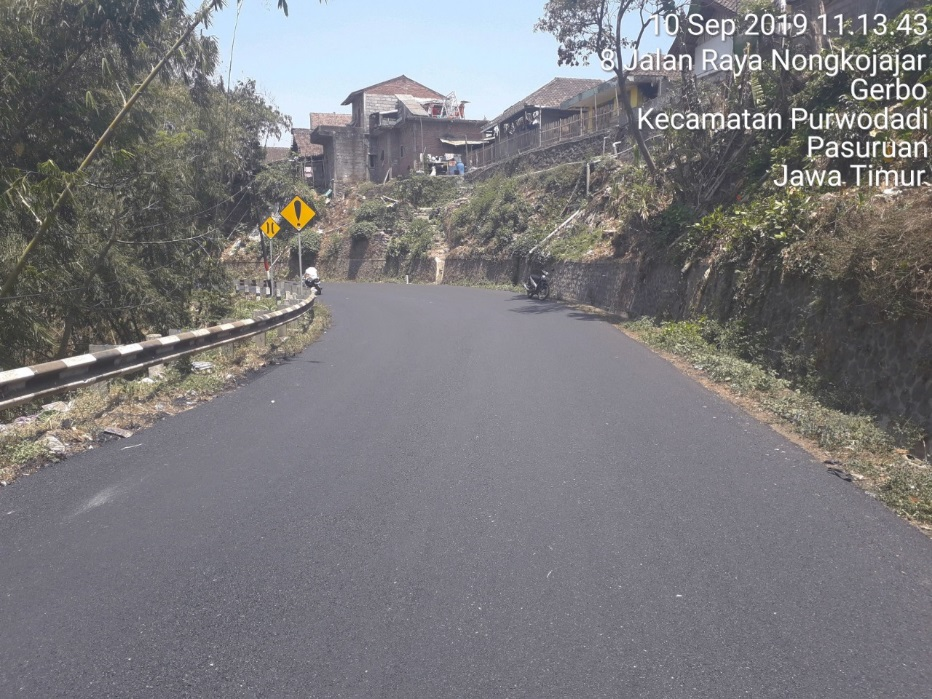 10 Sep 2019 11.13.43
8 Jalan Raya Nongkojajar
Gerbo
Kecamatan Purwodadi
Pasuruan
Jawa Timur